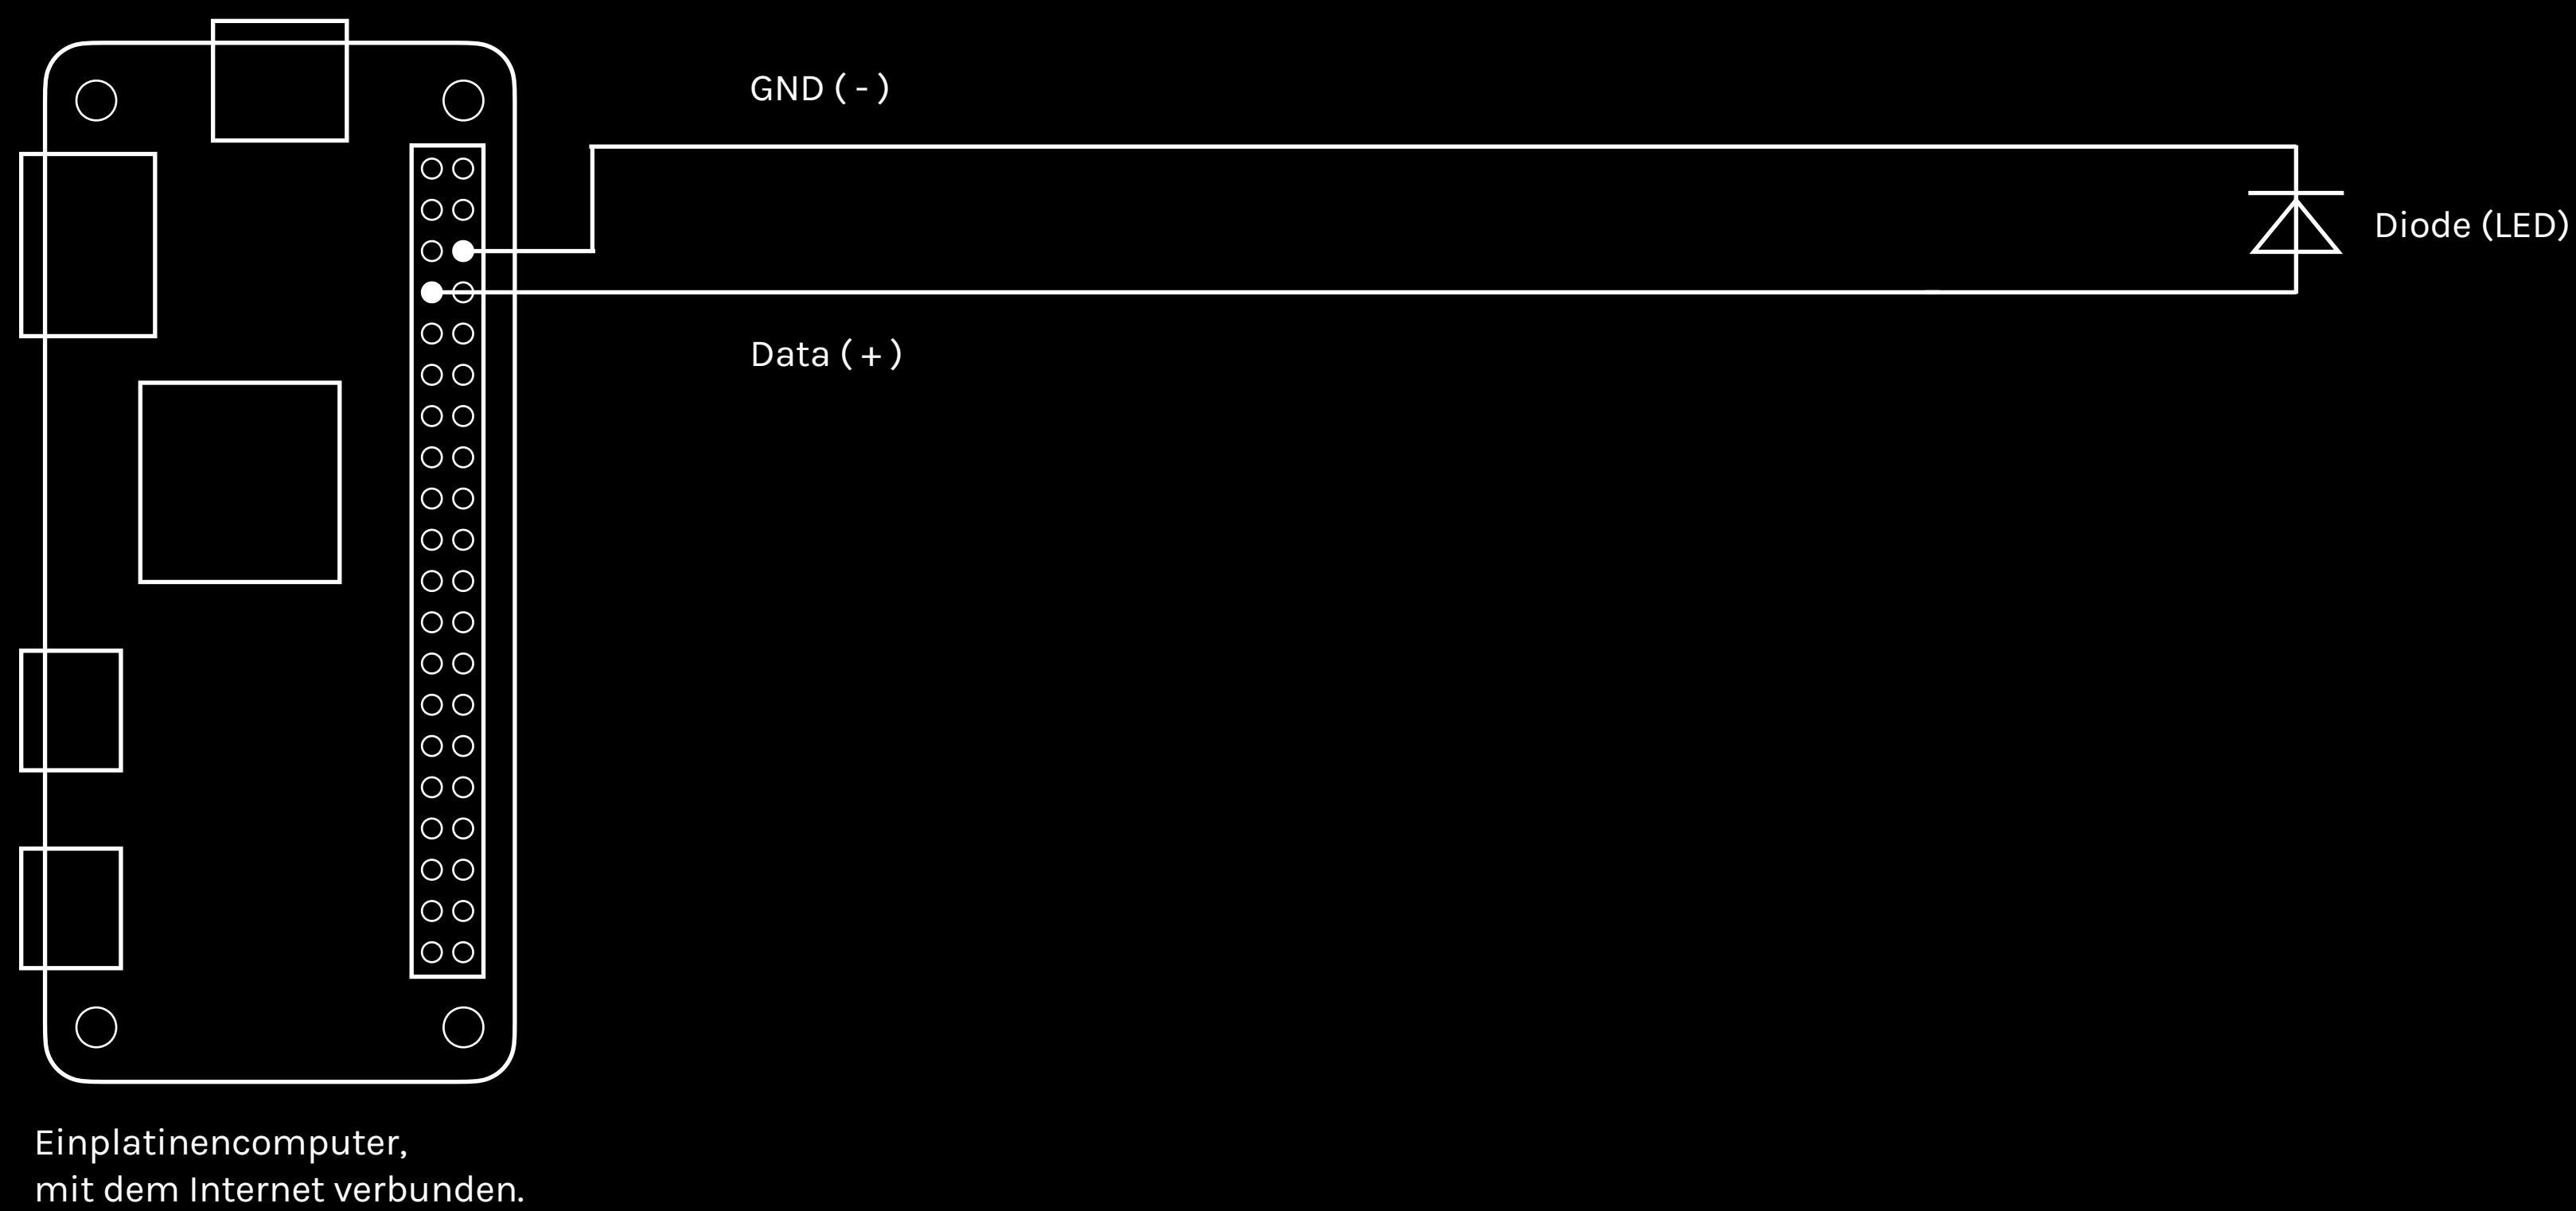 GND ( - )
Diode (LED)
Data ( + )
Einplatinencomputer,
mit dem Internet verbunden.